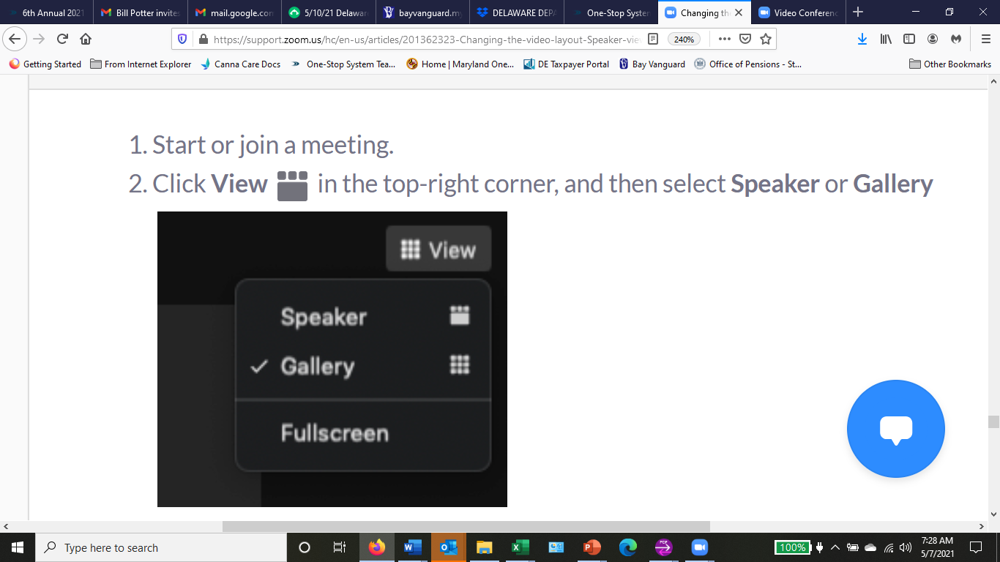 6th Annual 2021
Bill Potter invites
mail.google.con
5/10/21 Delawar
bayvanguard.my
DELAWARE DEPA
One-Stop System
Changing th
Video Conferenc
https://support.zoom.us/hc/en-us/articles/201362323-Changing-the-video-layout-Speaker-vie
240%
Getting Started
From Internet Explorer
Canna Care Docs
One-Stop System Tea...
Home | Maryland One...
DE Taxpayer Portal
Bay Vanguard
Office of Pensions - St...
Other Bookmarks
1. Start or join a meeting.
2. Click View in the top-right corner, and then select Speaker or Gallery
View
Speaker
Gallery
Fullscreen
Type here to search
100%
7:28 AM
5/7/2021